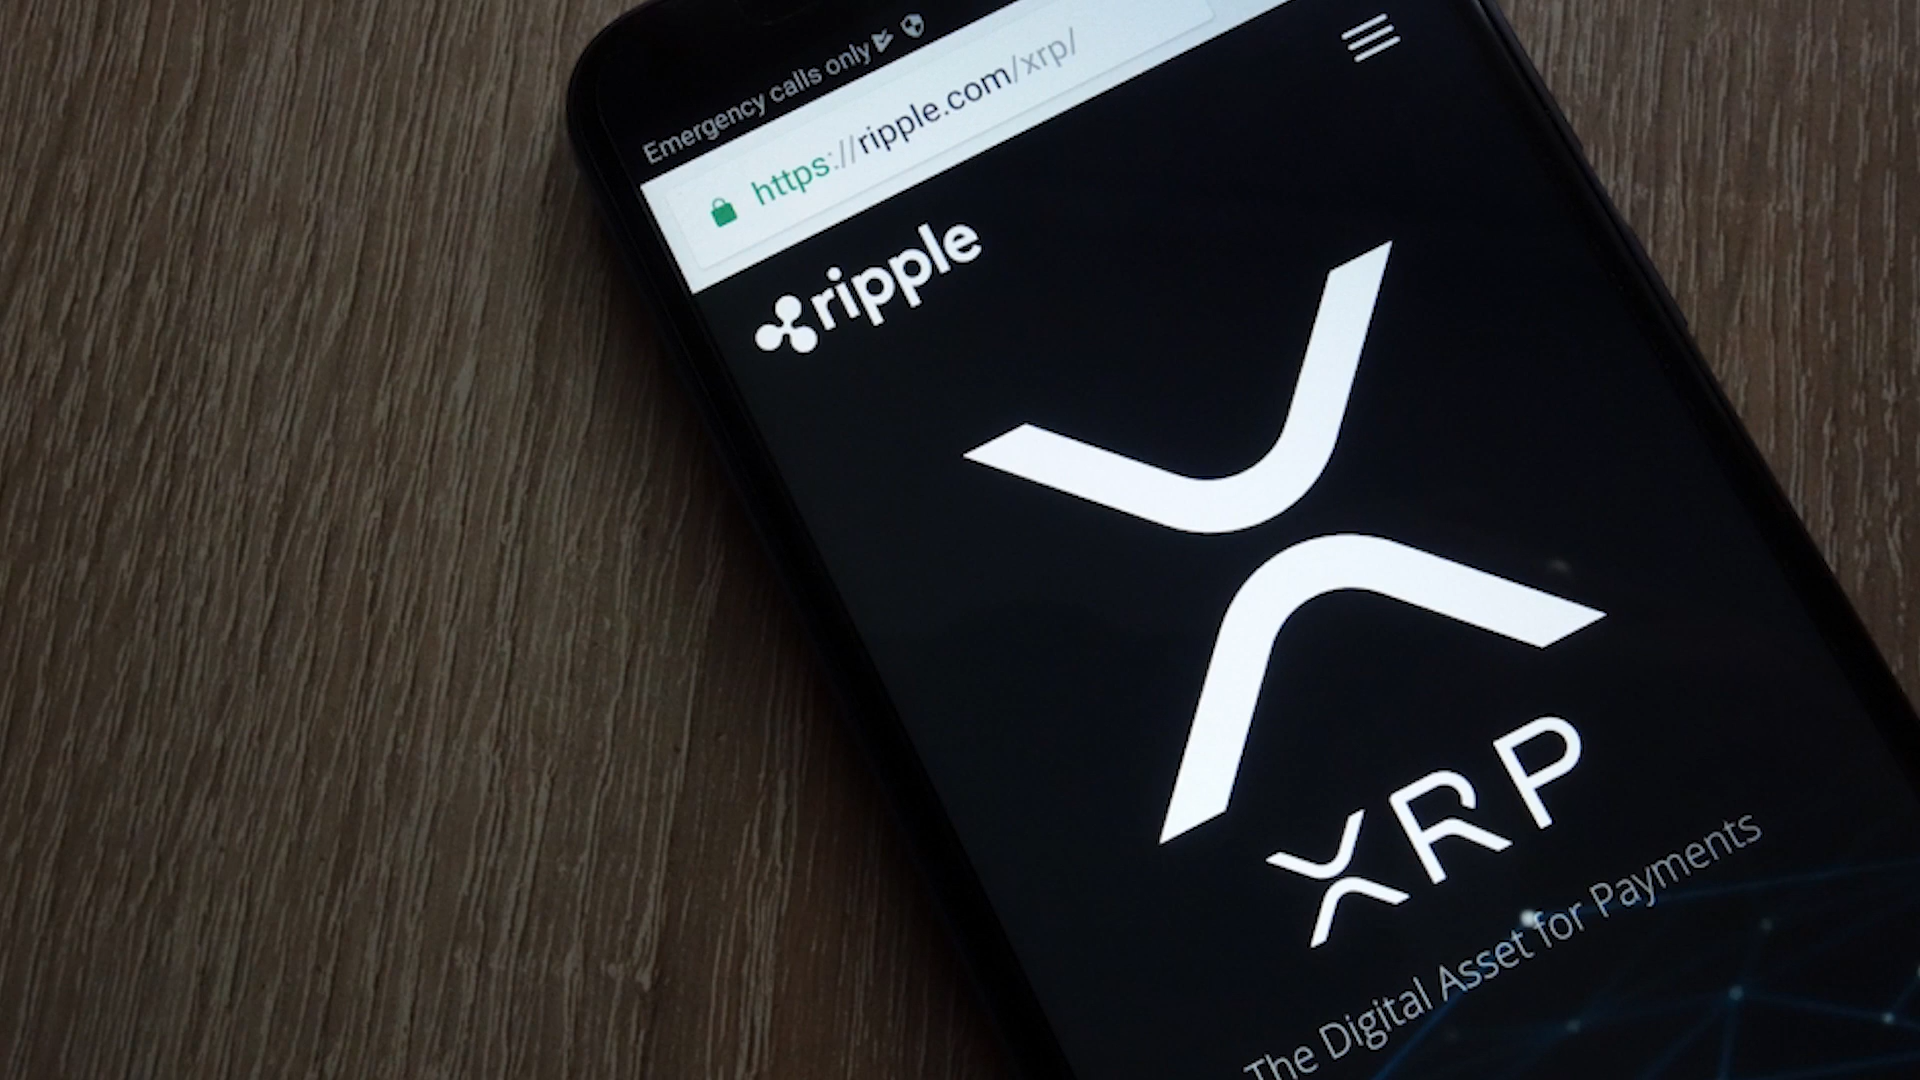 Emergency calls only
https://ripple.com/xrp/
ripple
XRP
The Digital Asset for Payments